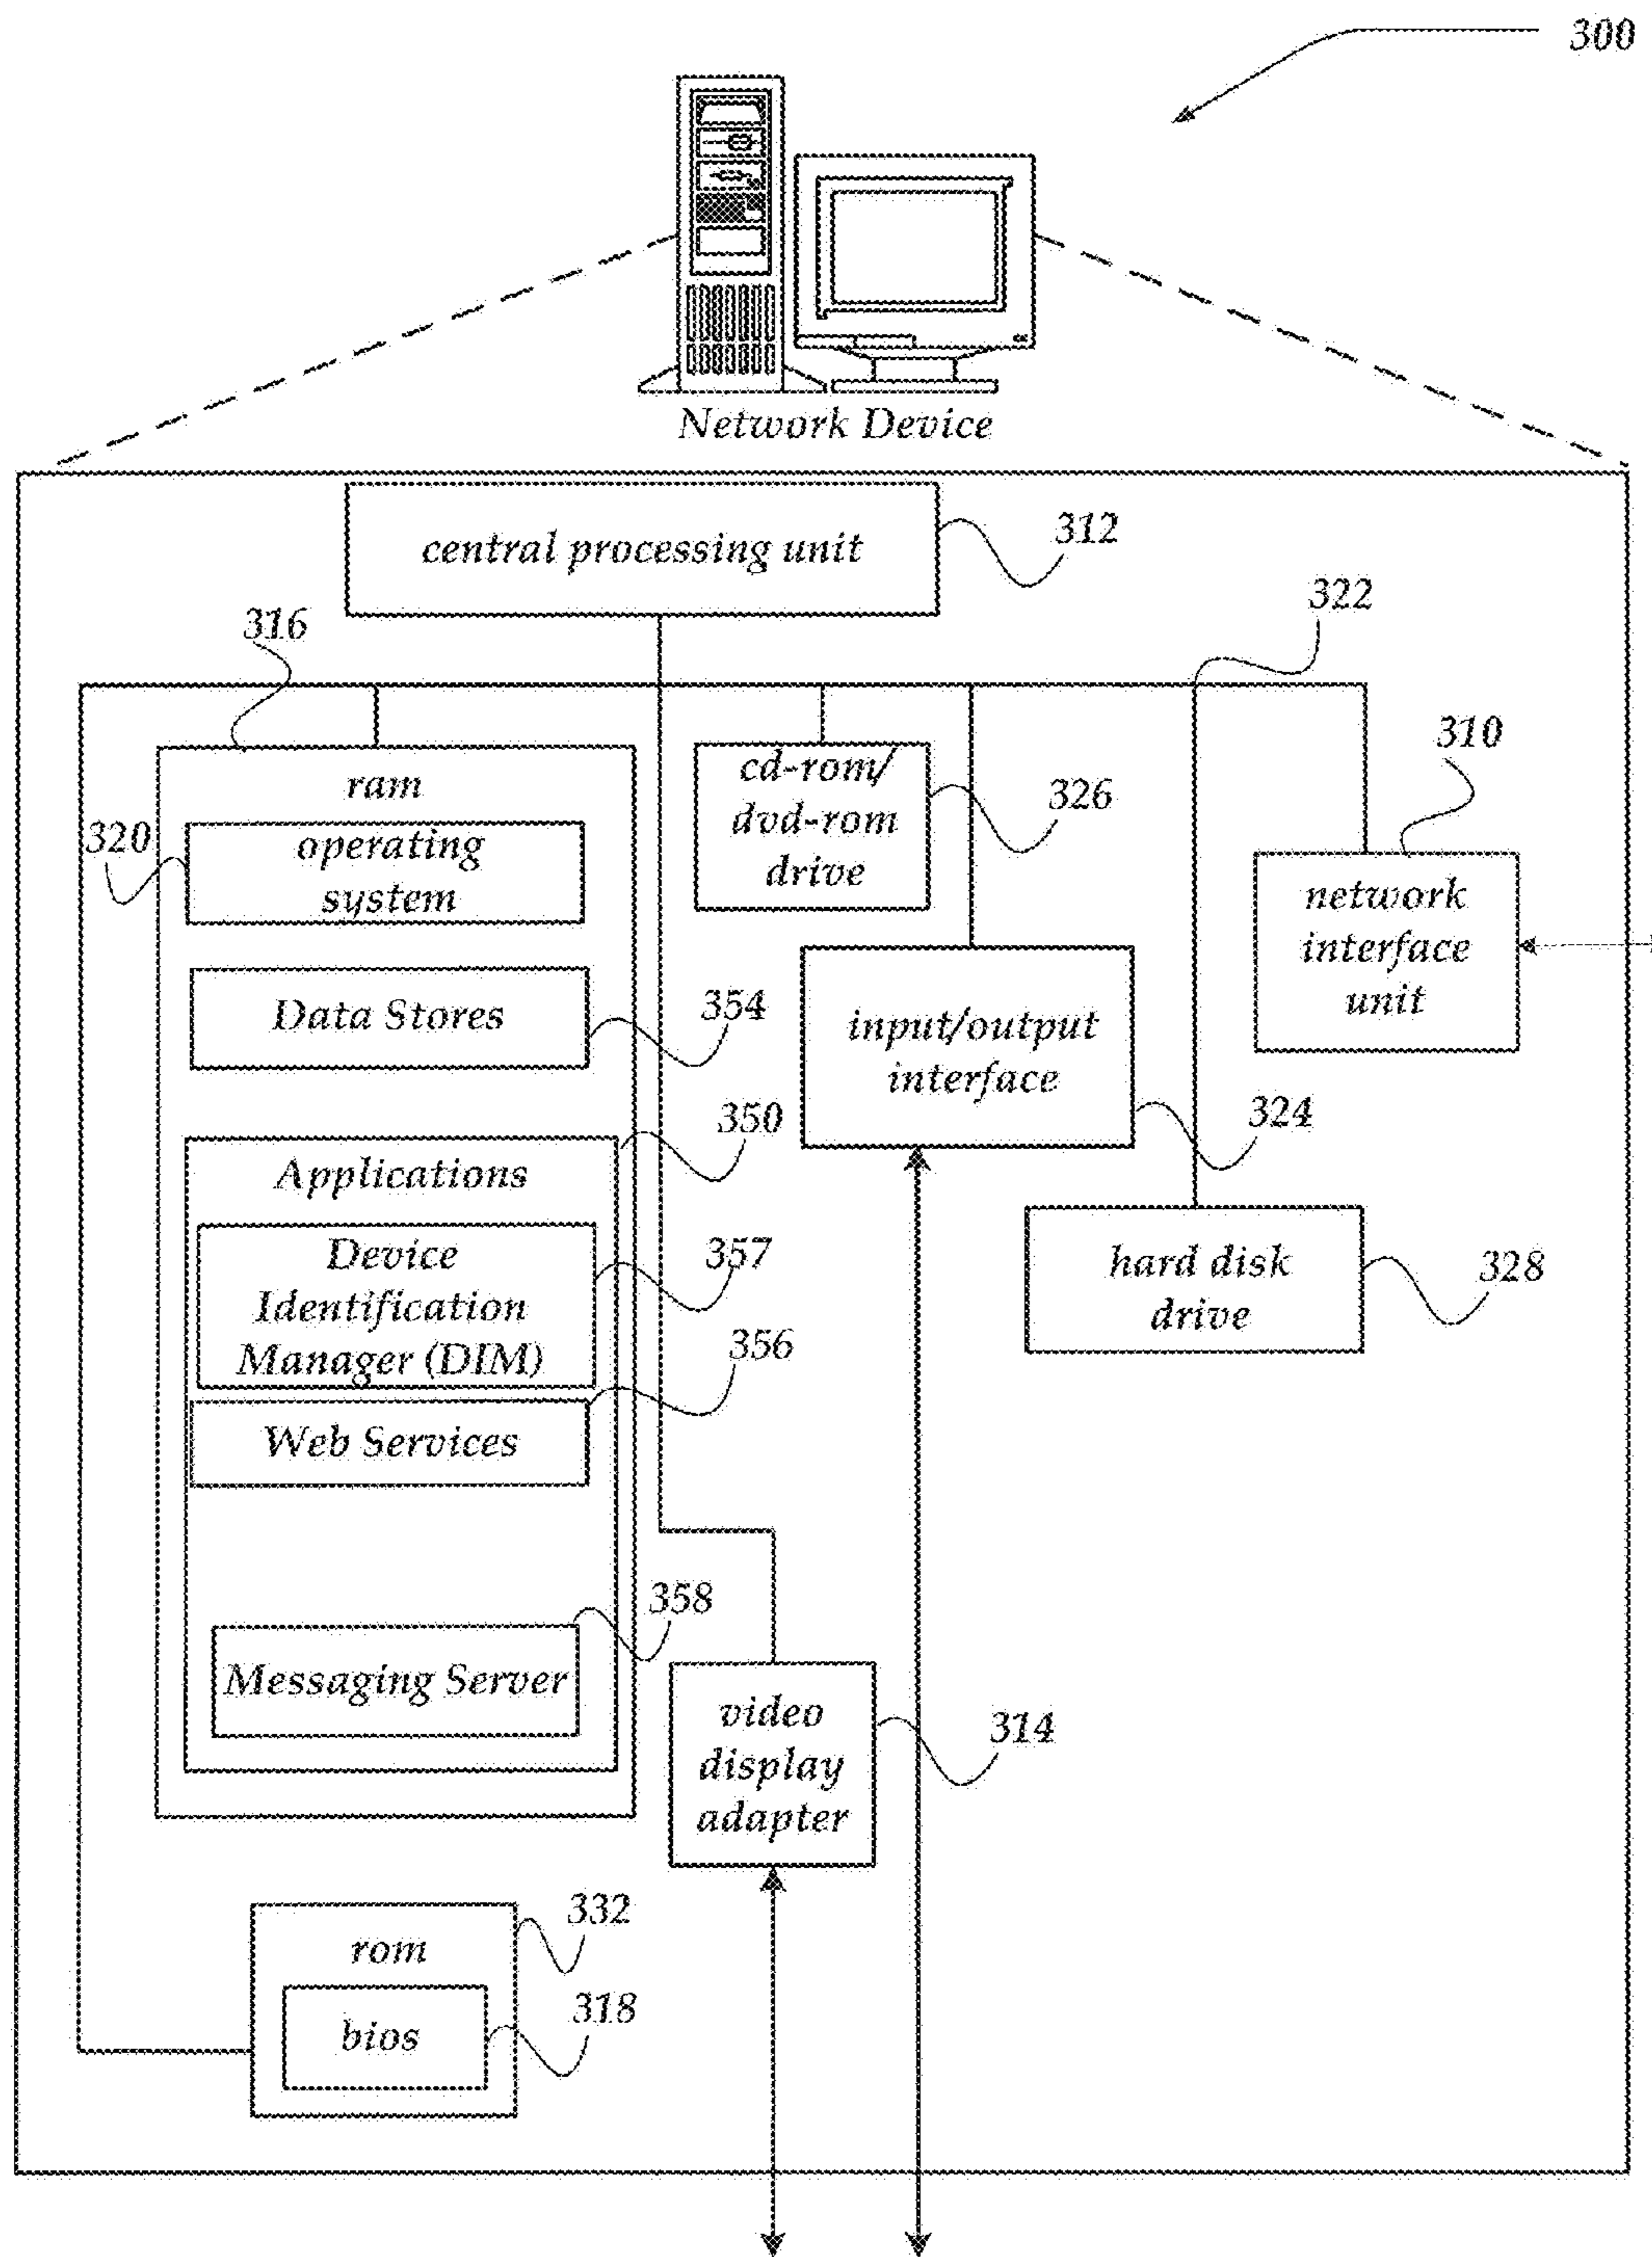 300
Network Device
central processing unit
312
322
316
310
ram
cd-rom/
dvd-rom
drive
326
320
operating
system
network
interface
unit
Data Stores
354
input/output
interface
350
324
Applications
Device
Identification
Manager (DIM)
357
hard disk
drive
328
356
Web Services
358
Messaging Server
video
display
adapter
314
332
rom
318
bios